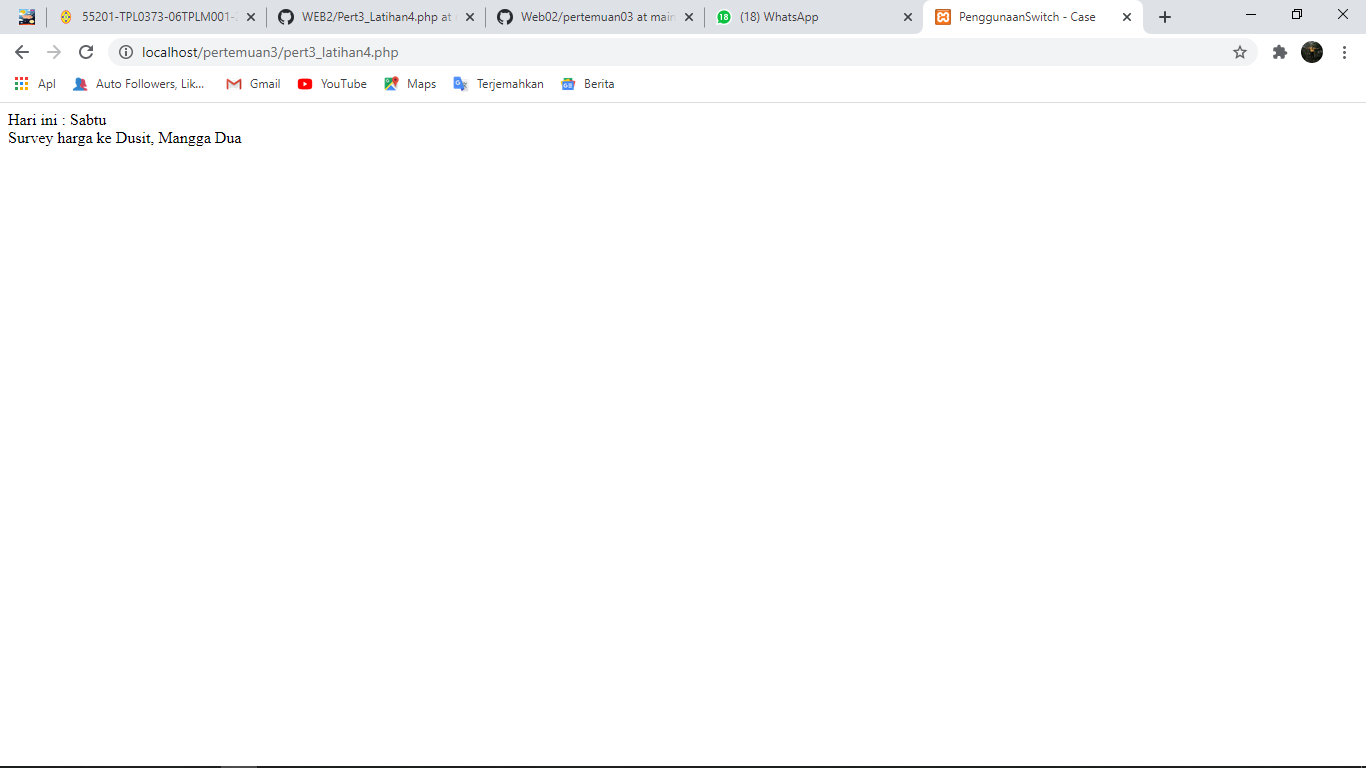 55201-TPL0373-06TPLM001-
WEB2/Pert3_Latihan4.php at
Web02/pertemuan03 at main
(18) WhatsApp
PenggunaanSwitch - Case
localhost/pertemuan3/pert3_latihan4.php
Apl
Auto Followers, Lik...
Gmail
YouTube
Maps
Terjemahkan
Berita
Hari ini : Sabtu
Survey harga ke Dusit, Mangga Dua